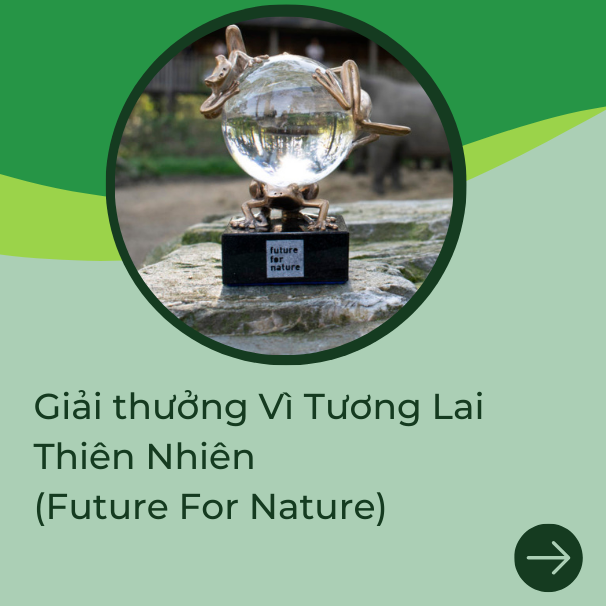 future
for
nature
Giải thưởng Vì Tương Lai
Thiên Nhiên
(Future For Nature)